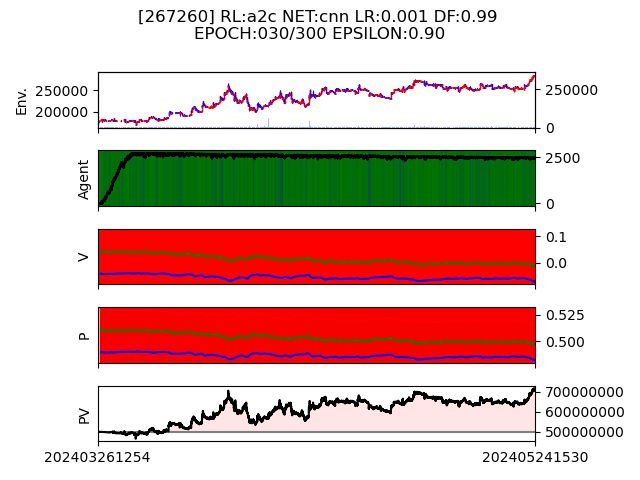 [267260] RL:a2c NET:cnn LR:0.001 DF:0.99
EPOCH:030/300 EPSILON:0.90
Env.
250000
200000
250000
0
Agent
2500
0
V
0.1
0.0
P
0.525
0.500
PV
700000000
600000000
500000000
202403261254
202405241530